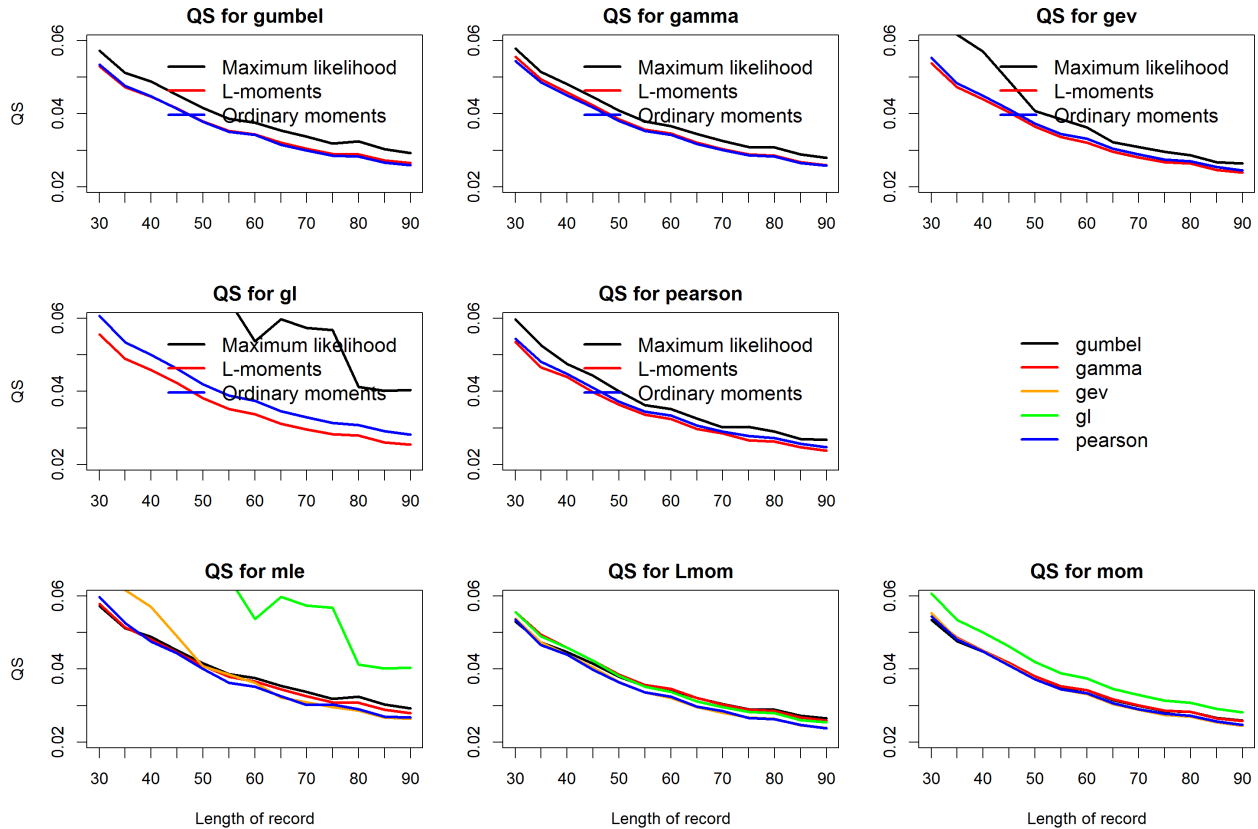 QS for gumbel
QS
0.02 0.04 0.06
Maximum likelihood
L-moments
Ordinary moments
30 40 50 60 70 80 90
QS for gamma
0.02 0.04 0.06
Maximum likelihood
L-moments
Ordinary moments
30 40 50 60 70 80 90
QS for gev
0.02 0.04 0.06
Maximum likelihood
L-moments
Ordinary moments
30 40 50 60 70 80 90
QS for gl
QS
0.02 0.04 0.06
Maximum likelihood
L-moments
Ordinary moments
30 40 50 60 70 80 90
QS for pearson
0.02 0.04 0.06
Maximum likelihood
L-moments
Ordinary moments
30 40 50 60 70 80 90
gumbel
gamma
gev
gl
pearson
QS for mle
QS
0.02 0.04 0.06
30 40 50 60 70 80 90
Length of record
QS for Lmom
0.02 0.04 0.06
30 40 50 60 70 80 90
Length of record
QS for mom
0.02 0.04 0.06
30 40 50 60 70 80 90
Length of record